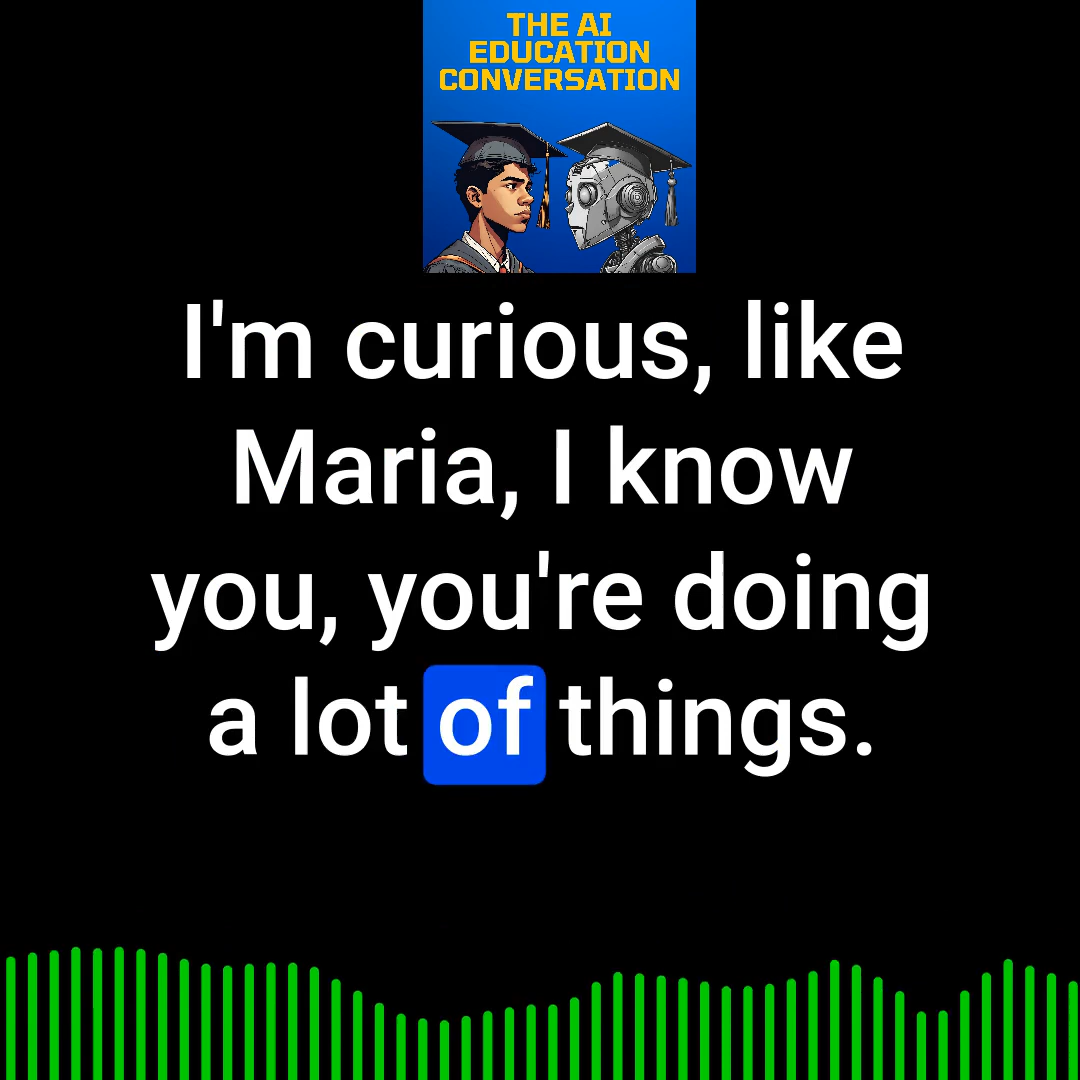 THE AI
EDUCATION
CONVERSATION
I'm curious, like
Maria, I know
you, you're doing
a lot of things.